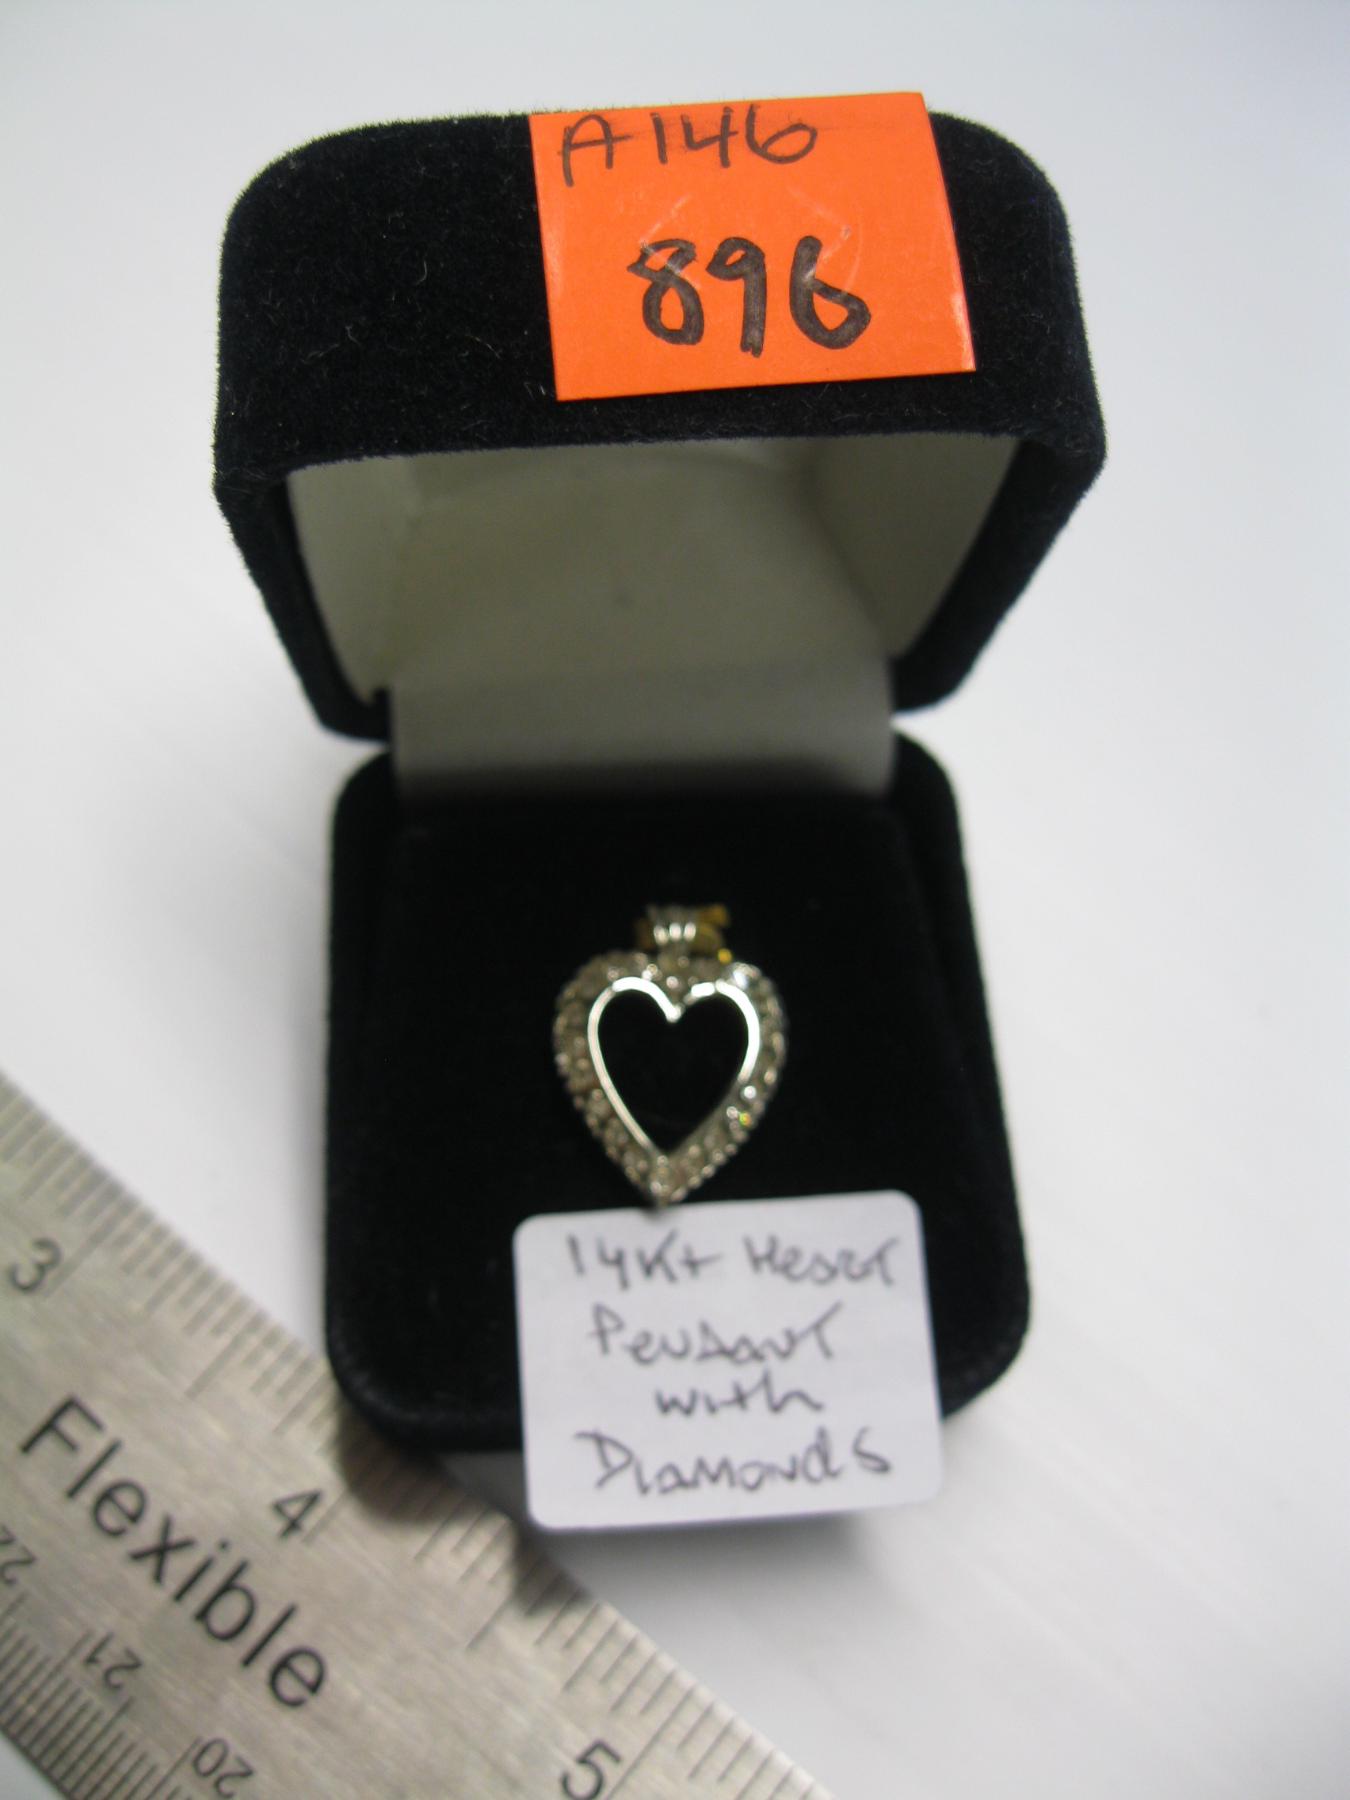 A146
896
14Kt Heart
Pendant
with
Diamonds
3
4
5
Flexible
22
21
20